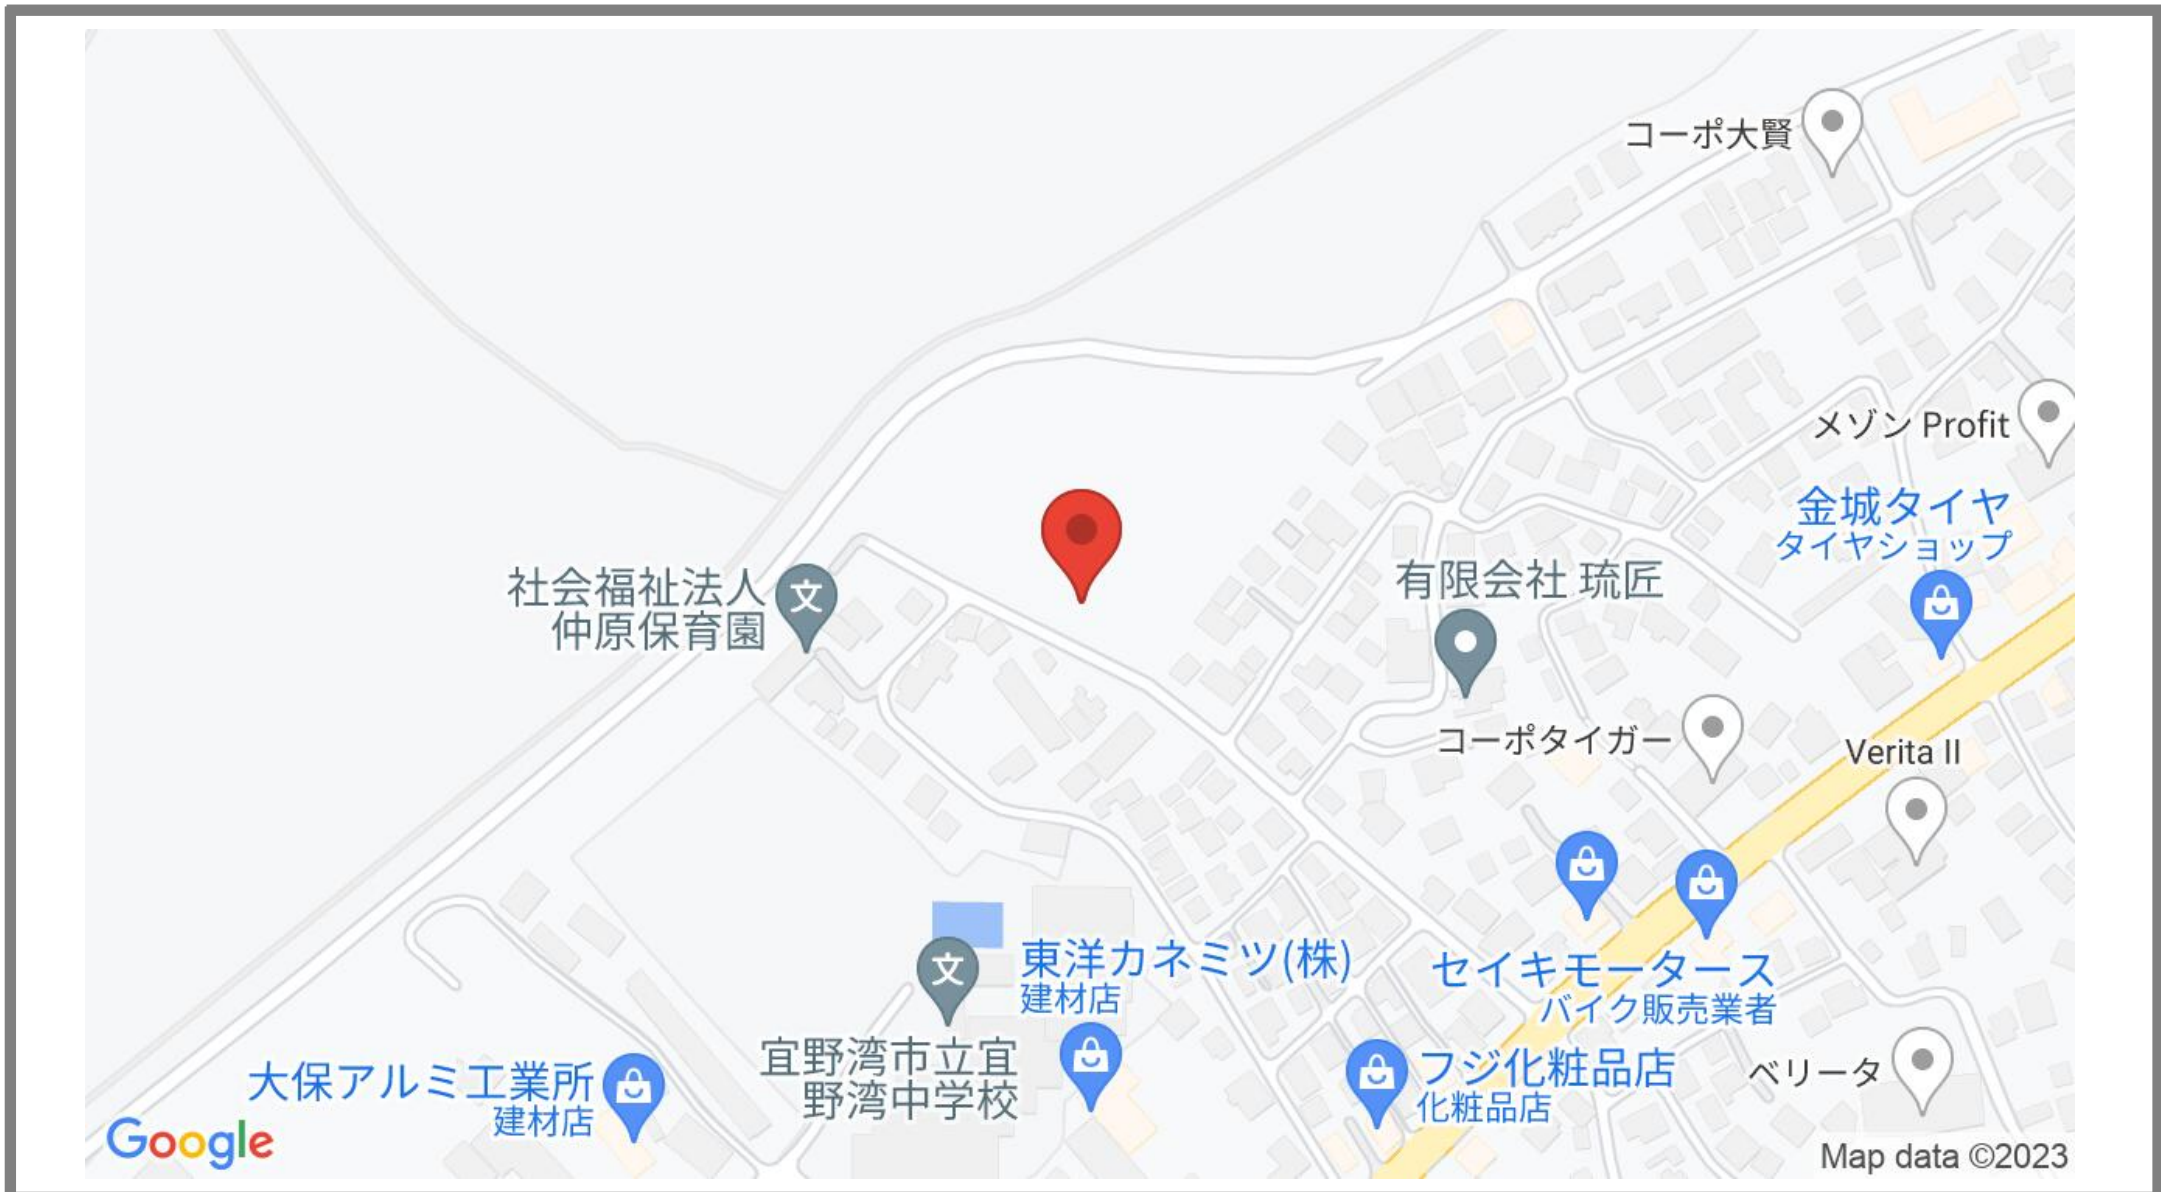 コーポ大賢
メゾン Profit
金城タイヤ
タイヤショップ
社会福祉法人
仲原保育園
文
有限会社 琉匠
コーポタイガー
Verita II
文
東洋カネミツ(株)
建材店
セイキモータース
バイク販売業者
宜野湾市立宜
野湾中学校
大保アルミ工業所
建材店
フジ化粧品店
化粧品店
ベリータ
Google
Map data ©2023